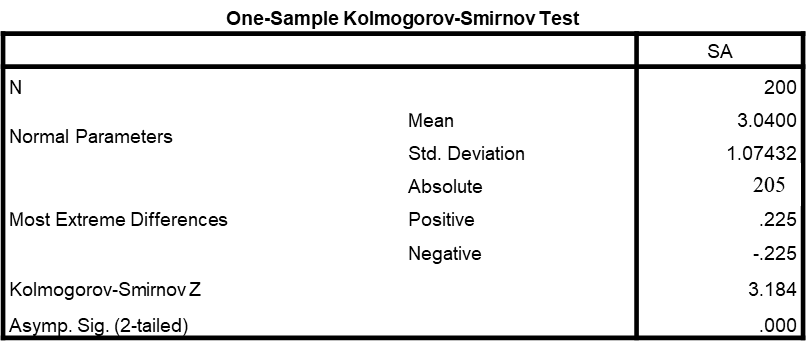 One-Sample Kolmogorov-Smirnov Test
SA
N 200
Normal Parameters Mean 3.0400
Std. Deviation 1.07432
Most Extreme Differences Absolute 205
Positive .225
Negative -.225
Kolmogorov-Smirnov Z 3.184
Asymp. Sig. (2-tailed) .000